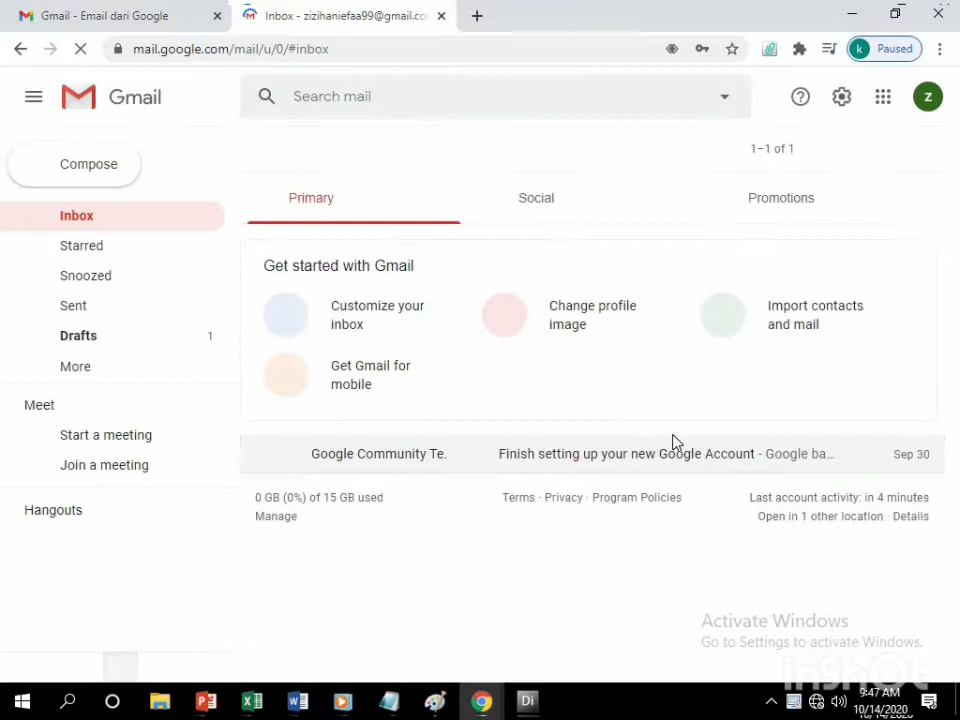 Gmail - Email dari Google
Inbox - zizihaniefaa99@gmail.co
mail.google.com/mail/u/0/#inbox
k Paused
Gmail
Search mail
z
Compose
1–1 of 1
Primary Social Promotions
Inbox
Starred
Snoozed
Sent
Drafts 1
More
Get started with Gmail
Customize your
inbox
Change profile
image
Import contacts
and mail
Get Gmail for
mobile
Meet
Start a meeting
Join a meeting
Hangouts
Google Community Te. Finish setting up your new Google Account - Google ba... Sep 30
0 GB (0%) of 15 GB used
Manage
Terms · Privacy · Program Policies
Last account activity: in 4 minutes
Open in 1 other location · Details
Activate Windows
Go to Settings to activate Windows.
InShot
Di
9:47 AM
10/14/2020